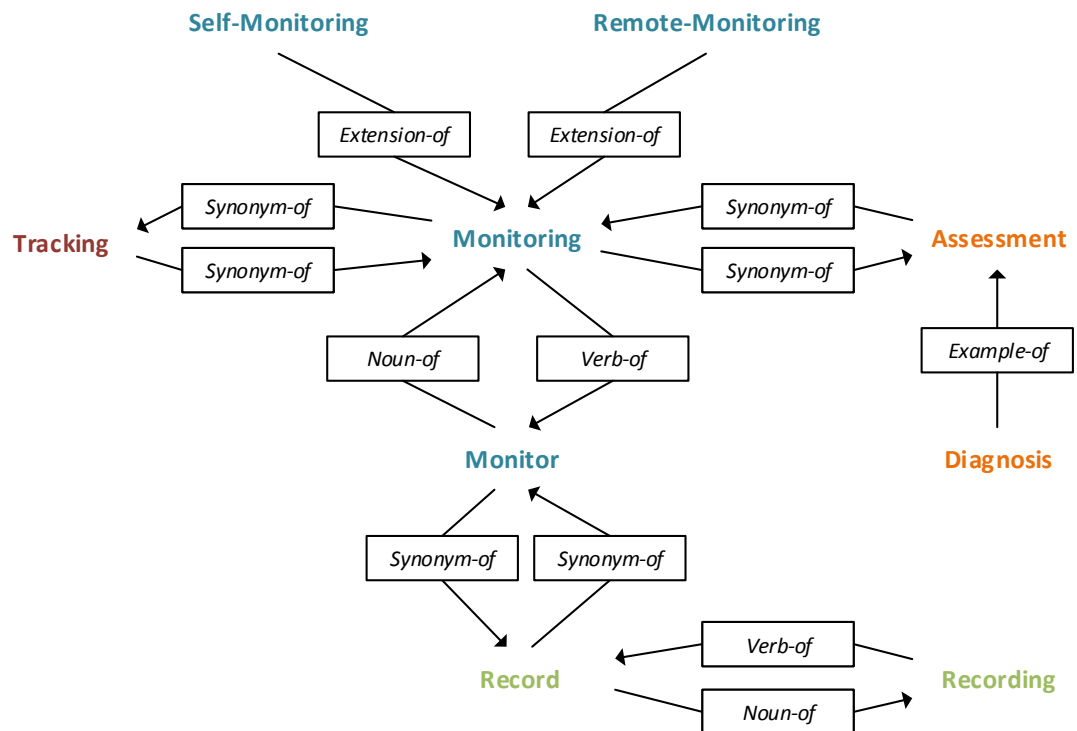 Self-Monitoring
Remote-Monitoring
Extension-of
Extension-of
Synonym-of
Synonym-of
Tracking
Monitoring
Assessment
Synonym-of
Synonym-of
Noun-of
Verb-of
Example-of
Monitor
Diagnosis
Synonym-of
Synonym-of
Verb-of
Record
Recording
Noun-of